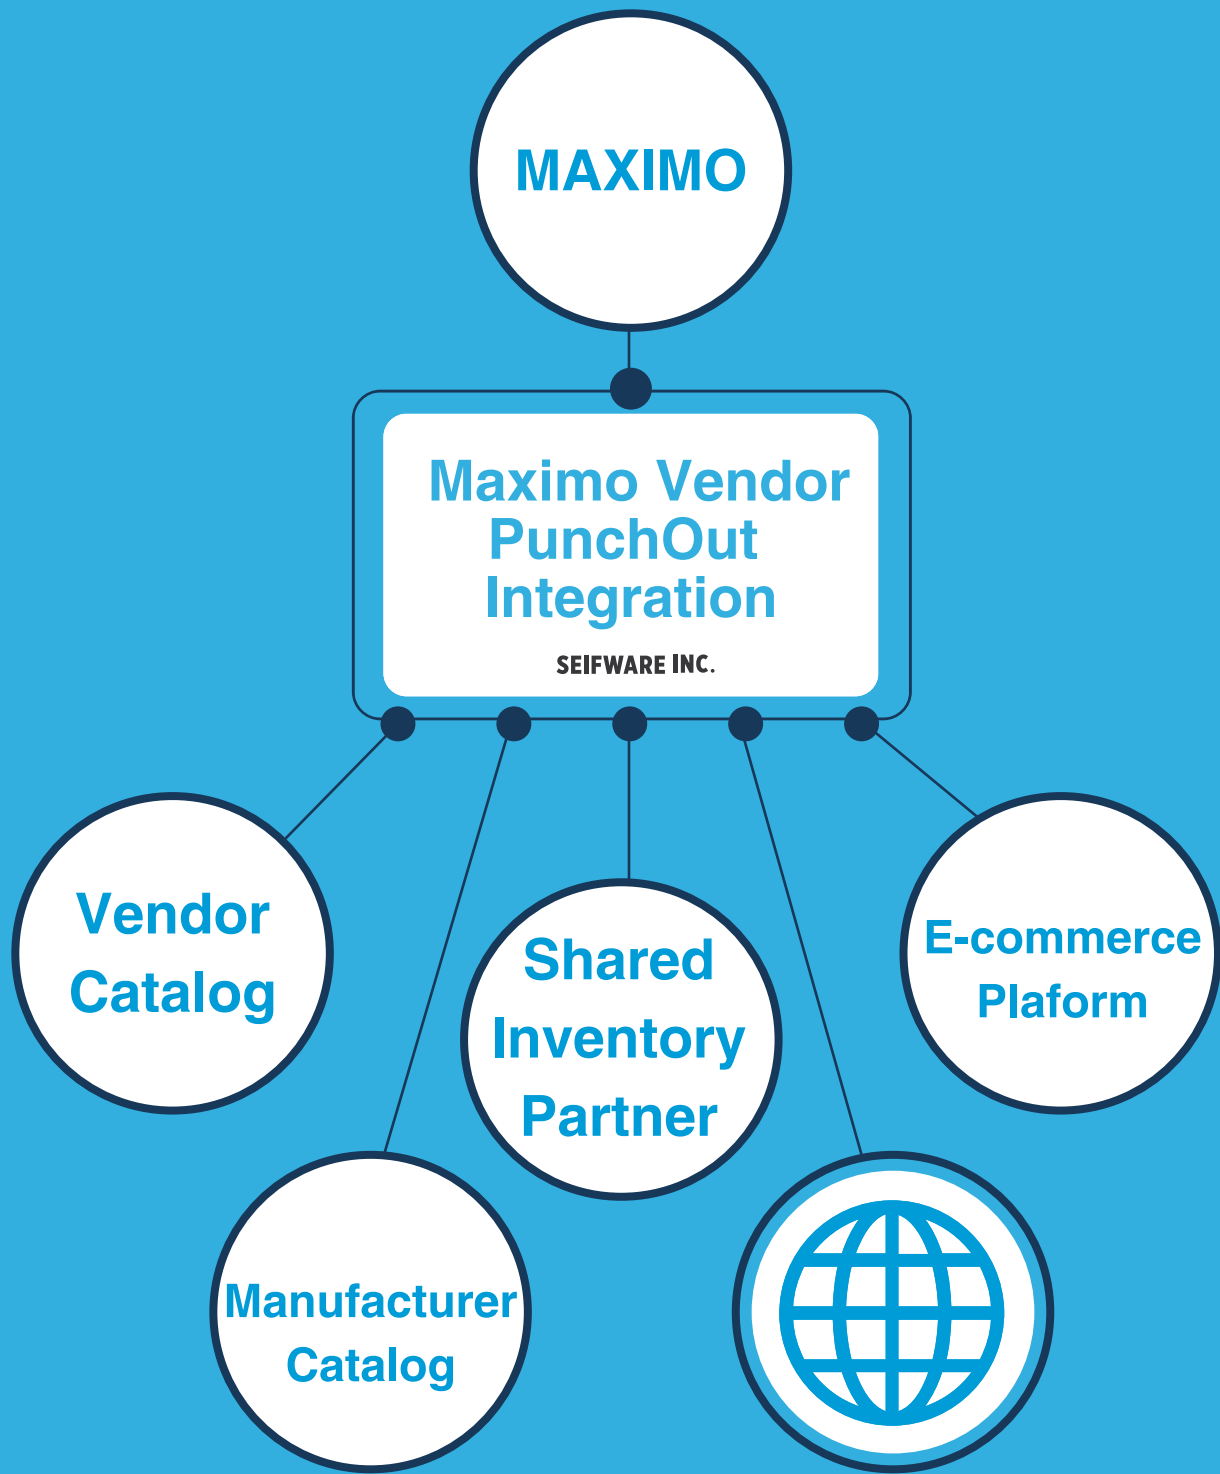 MAXIMO
Maximo Vendor
PunchOut
Integration
SEIFWARE INC.
Vendor
Catalog
Shared
Inventory
Partner
E-commerce
Plaform
Manufacturer
Catalog